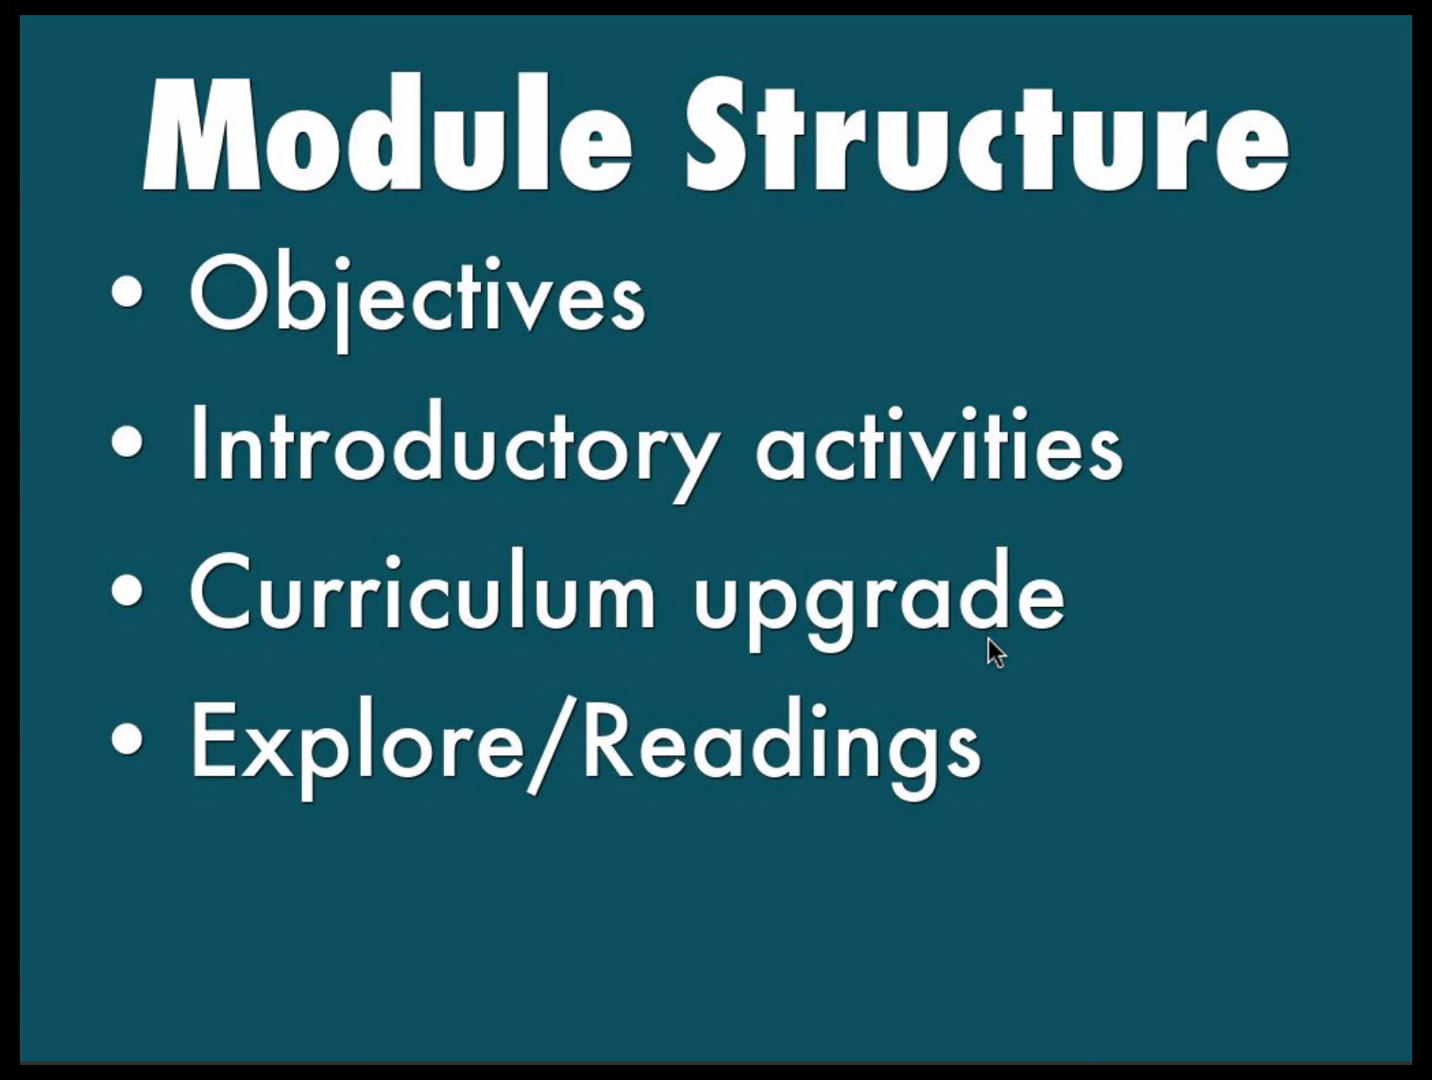 Module Structure
• Objectives
• Introductory activities
• Curriculum upgrade
• Explore/Readings